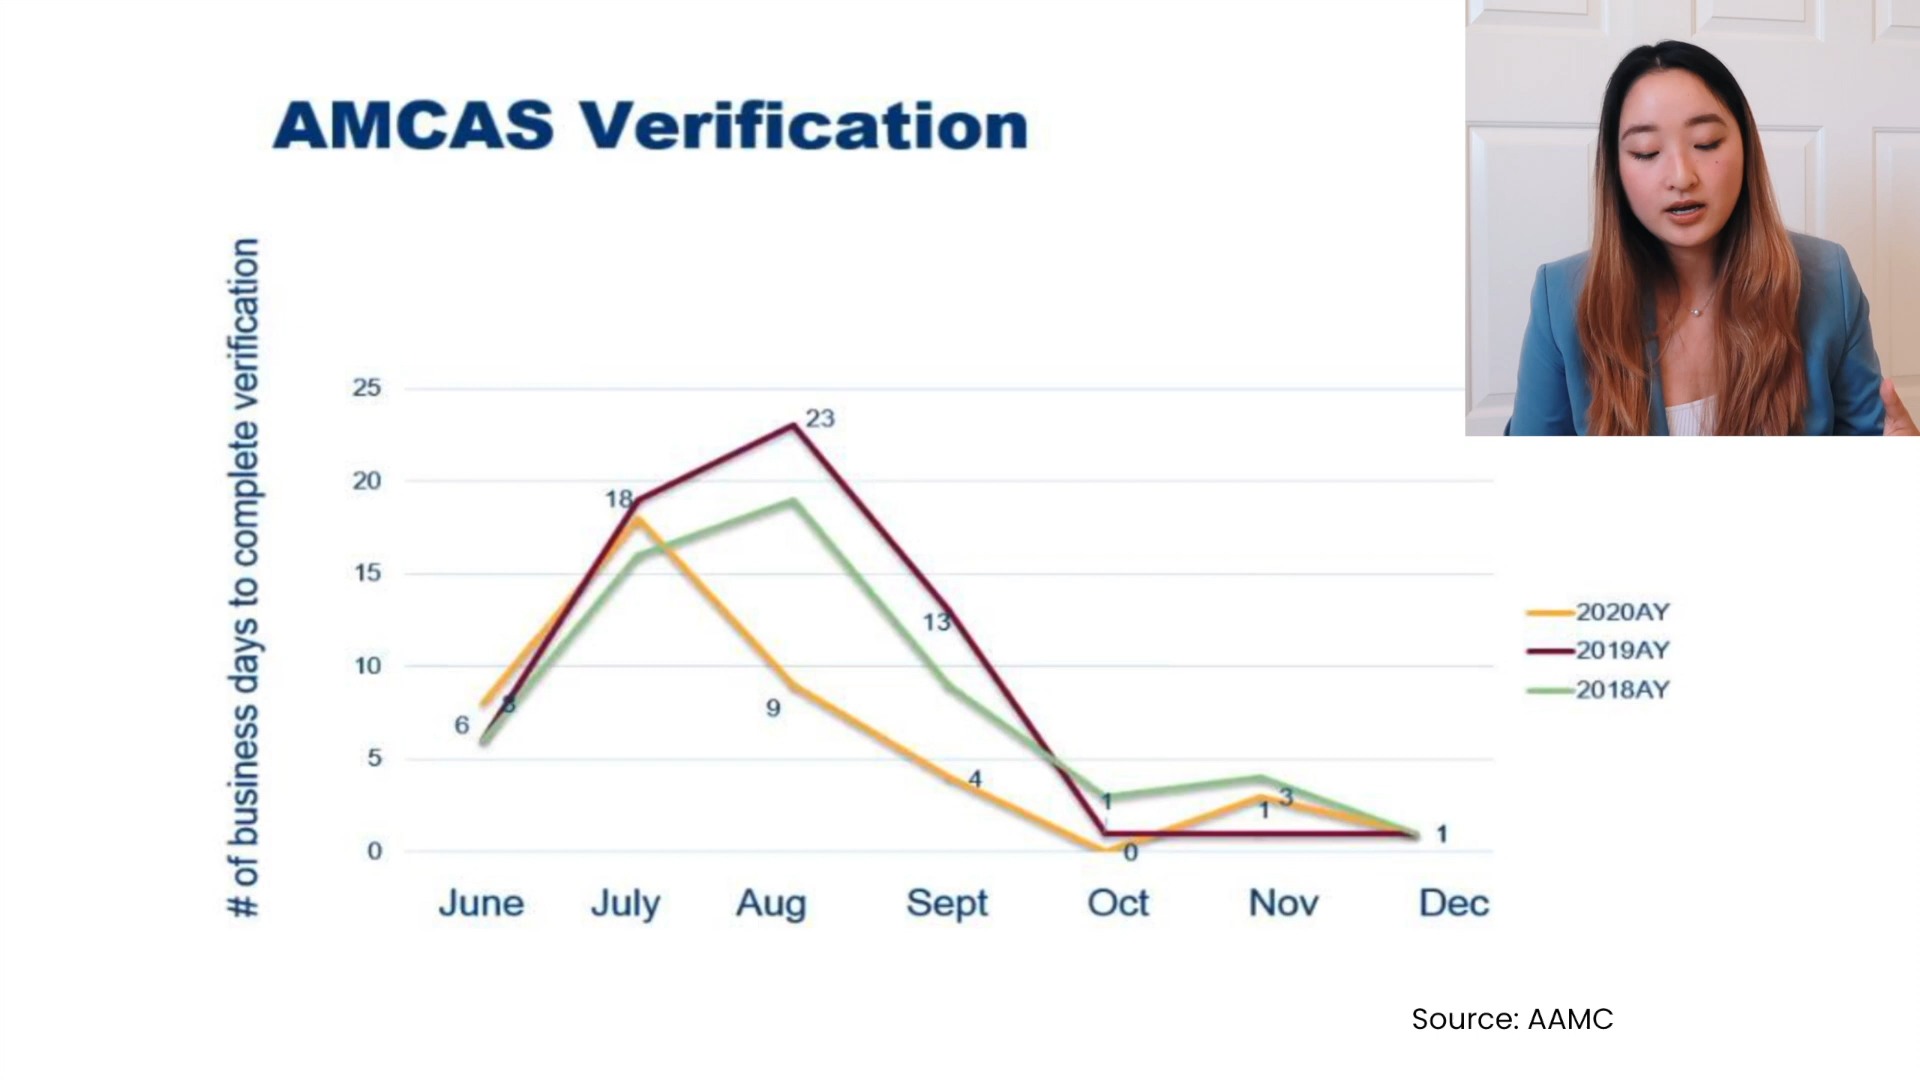 AMCAS Verification
# of business days to complete verification
25
20
15
10
5
0
6
8
18
23
9
13
4
1
0
1
3
1
June July Aug Sept Oct Nov Dec
2020AY
2019AY
2018AY
Source: AAMC